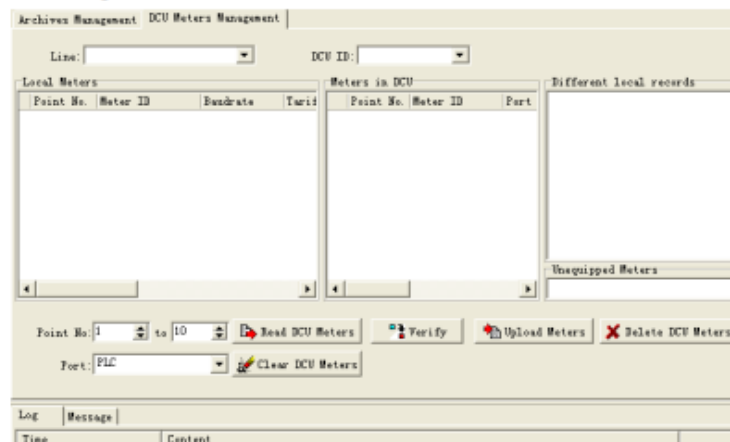 Archives Management DCU Meters Management
Line: DCU ID:
Local Meters Meters in DCU Different local records
Point No. Meter ID Baudrate Tarif Point No. Meter ID Port
Unequipped Meters
Point No: 1 to 10 Read DCU Meters Verify Upload Meters Delete DCU Meters
Port: PLC Clear DCU Meters
Log Message
Time Content